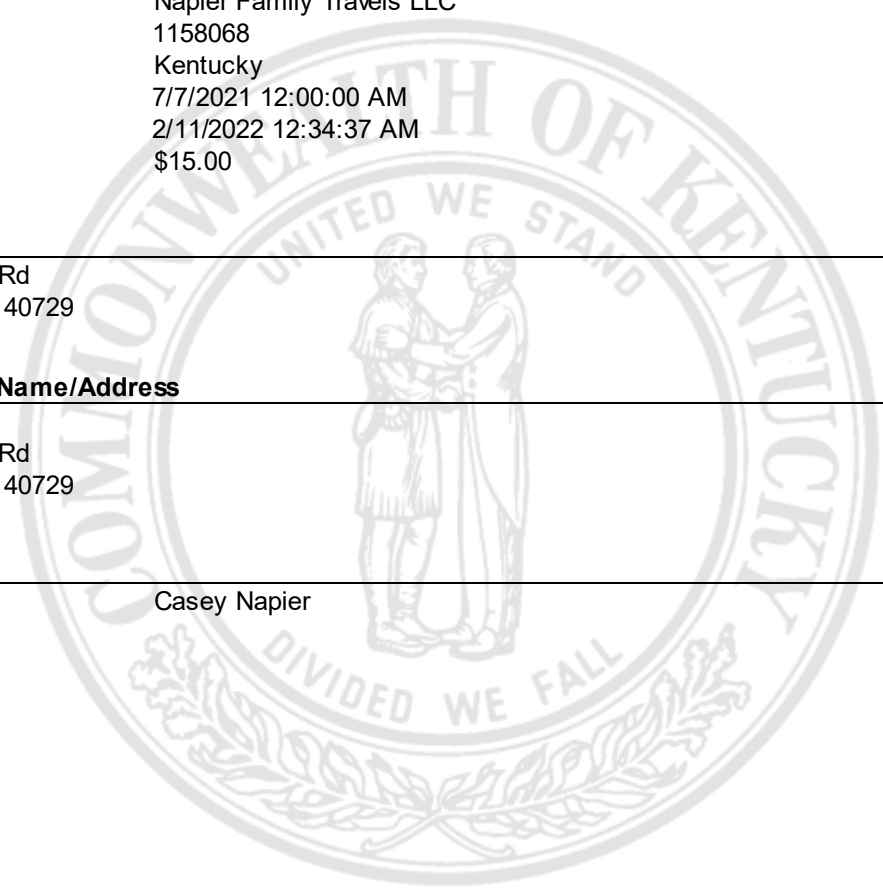 Napier Family Travels LLC
1158068
Kentucky
7/7/2021 12:00:00 AM
2/11/2022 12:34:37 AM
$15.00
COMMONWEALTH OF KENTUCKY
UNITED WE STAND
Rd
40729
Name/Address
Rd
40729
Casey Napier
DIVIDED WE FALL